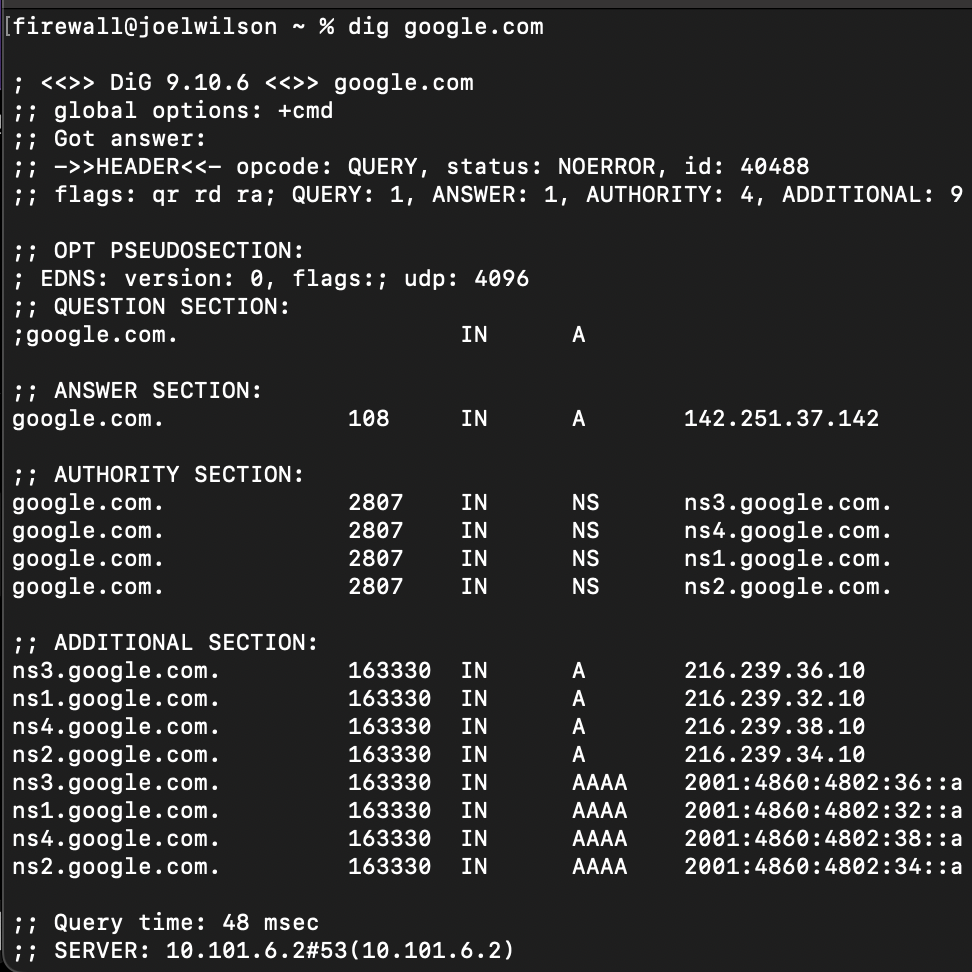 [firewall@joelwilson ~ % dig google.com
; <<>> DiG 9.10.6 <<>> google.com
;; global options: +cmd
;; Got answer:
;; ->>HEADER<<- opcode: QUERY, status: NOERROR, id: 40488
;; flags: qr rd ra; QUERY: 1, ANSWER: 1, AUTHORITY: 4, ADDITIONAL: 9
;; OPT PSEUDOSECTION:
; EDNS: version: 0, flags:; udp: 4096
;; QUESTION SECTION:
;google.com. IN A
;; ANSWER SECTION:
google.com. 108 IN A 142.251.37.142
;; AUTHORITY SECTION:
google.com. 2807 IN NS ns3.google.com.
google.com. 2807 IN NS ns4.google.com.
google.com. 2807 IN NS ns1.google.com.
google.com. 2807 IN NS ns2.google.com.
;; ADDITIONAL SECTION:
ns3.google.com. 163330 IN A 216.239.36.10
ns1.google.com. 163330 IN A 216.239.32.10
ns4.google.com. 163330 IN A 216.239.38.10
ns2.google.com. 163330 IN A 216.239.34.10
ns3.google.com. 163330 IN AAAA 2001:4860:4802:36::a
ns1.google.com. 163330 IN AAAA 2001:4860:4802:32::a
ns4.google.com. 163330 IN AAAA 2001:4860:4802:38::a
ns2.google.com. 163330 IN AAAA 2001:4860:4802:34::a
;; Query time: 48 msec
;; SERVER: 10.101.6.2#53(10.101.6.2)